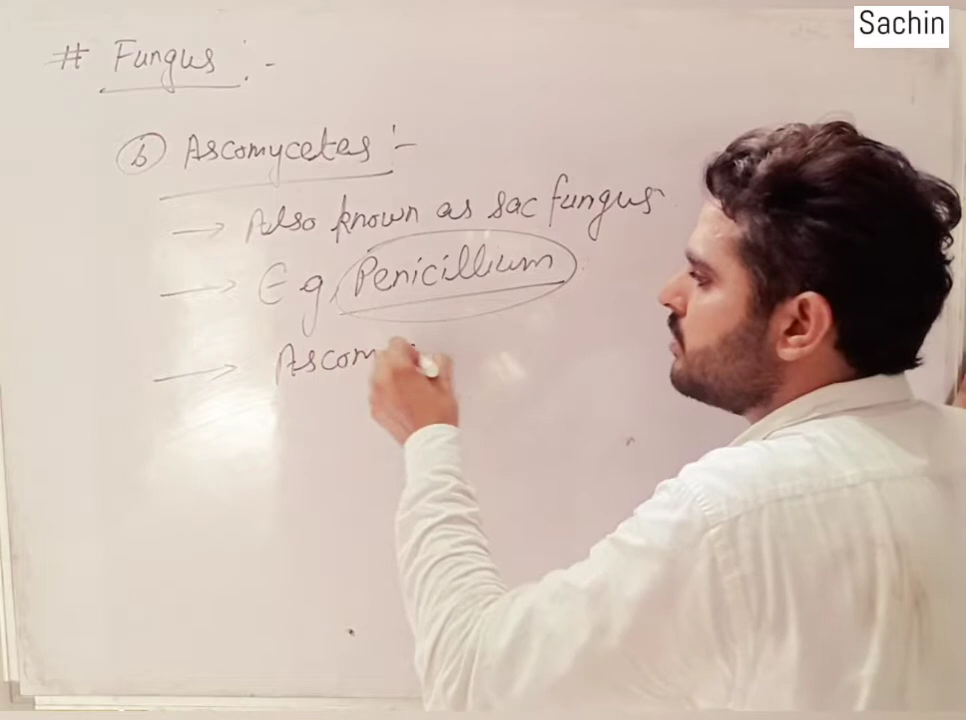 Sachin
# Fungus :-
(b) Ascomycetes :-
→ Also known as sac fungus
→ Eg Penicillium
→ Ascom